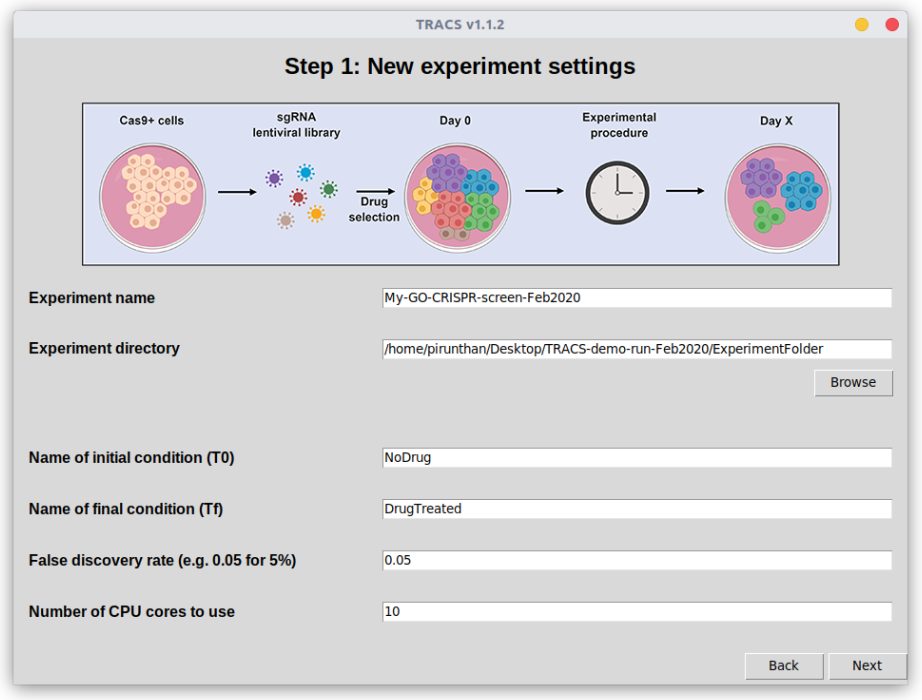 TRACS v1.1.2
Step 1: New experiment settings
Cas9+ cells
sgRNA
lentiviral library
Drug
selection
Day 0
Experimental
procedure
Day X
Experiment name
My-GO-CRISPR-screen-Feb2020
Experiment directory
/home/pirunthan/Desktop/TRACS-demo-run-Feb2020/ExperimentFolder
Browse
Name of initial condition (T0)
NoDrug
Name of final condition (Tf)
DrugTreated
False discovery rate (e.g. 0.05 for 5%)
0.05
Number of CPU cores to use
10
Back
Next